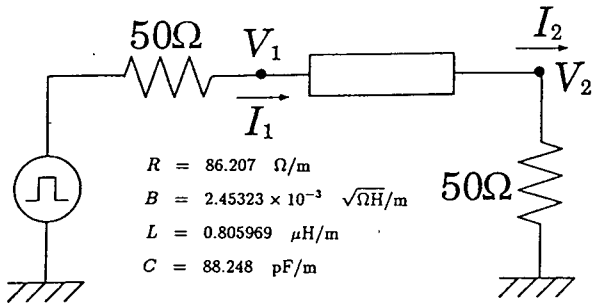 50Ω
V₁
I₁
I₂
V₂
R = 86.207 Ω/m
B = 2.45323 × 10⁻³ √ΩH/m
L = 0.805969 μH/m
C = 88.248 pF/m
50Ω